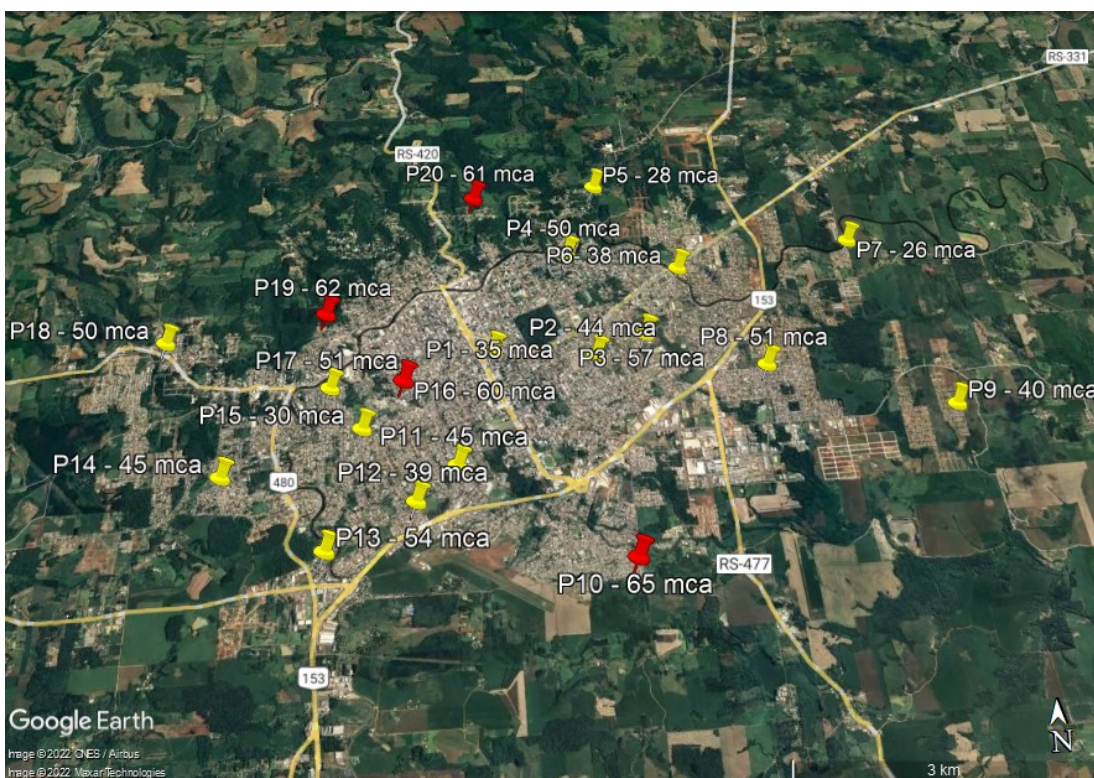 RS-331
RS-420
P20 - 61 mca
P5 - 28 mca
P4 - 50 mca
P6 - 38 mca
P7 - 26 mca
P19 - 62 mca
153
P18 - 50 mca
P2 - 44 mca
P8 - 51 mca
P1 - 35 mca
P3 - 57 mca
P17 - 51 mca
P16 - 60 mca
P9 - 40 mca
P15 - 30 mca
P11 - 45 mca
P14 - 45 mca
P12 - 39 mca
480
P13 - 54 mca
RS-477
P10 - 65 mca
153
Google Earth
N
Image © 2022 CNES / Airbus
Image © 2022 Maxar Technologies
3 km